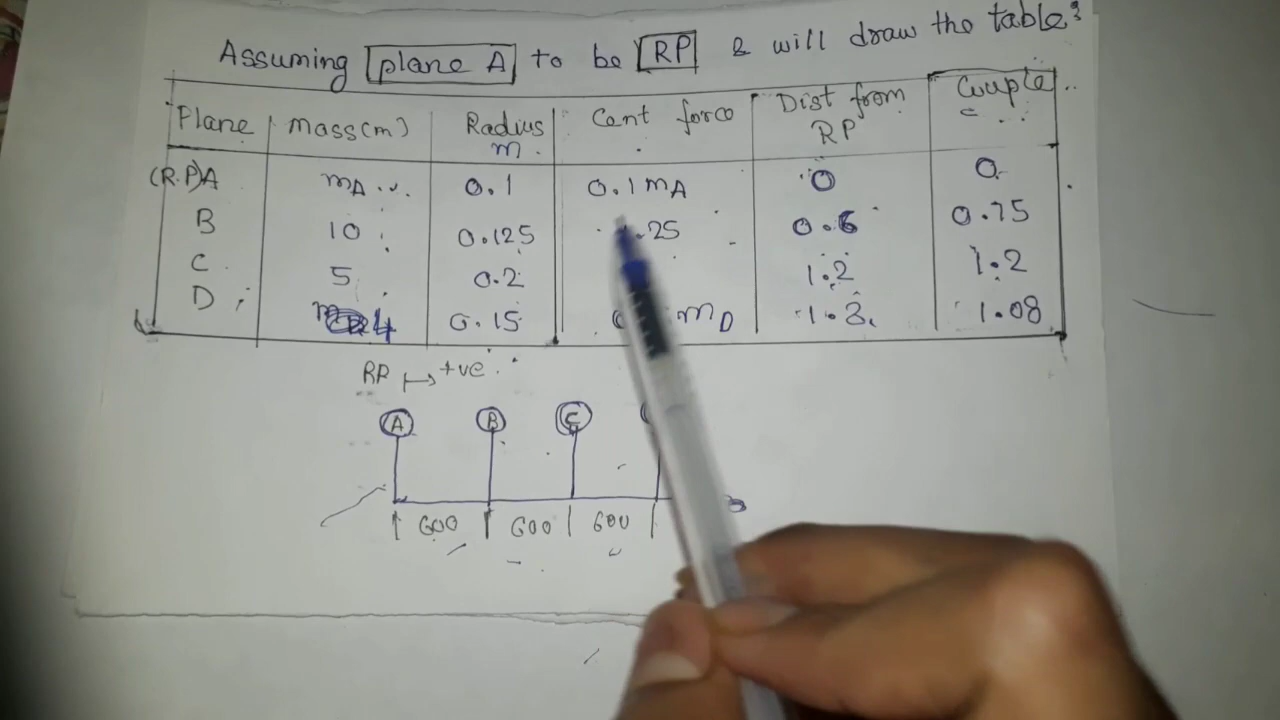 Assuming plane A to be RP & will draw the table?
Plane mass(m) Radius m. Cent force Dist from RP Couple
(R.P)A mA 0.1 0.1 mA 0 0
B 10 0.125 .25 0.6 0.75
C 5 0.2 1.2 1.2
D 4 0.15 mD 1.08
RP → +ve
A B C
600 600 600